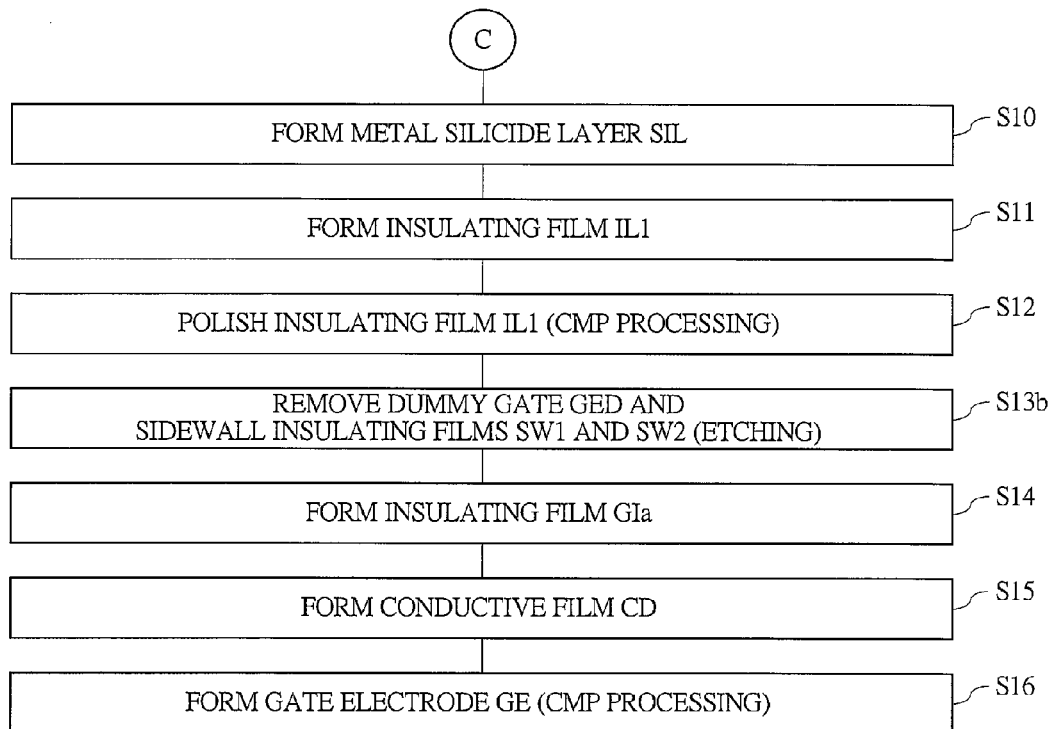 C
FORM METAL SILICIDE LAYER SIL
S10
FORM INSULATING FILM IL1
S11
POLISH INSULATING FILM IL1 (CMP PROCESSING)
S12
REMOVE DUMMY GATE GED AND
SIDEWALL INSULATING FILMS SW1 AND SW2 (ETCHING)
S13b
FORM INSULATING FILM GIa
S14
FORM CONDUCTIVE FILM CD
S15
FORM GATE ELECTRODE GE (CMP PROCESSING)
S16